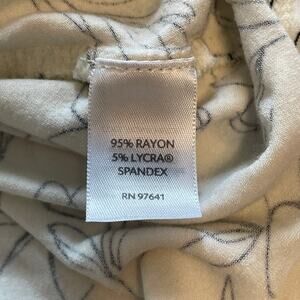 95% RAYON
5% LYCRA®
SPANDEX
RN 97641